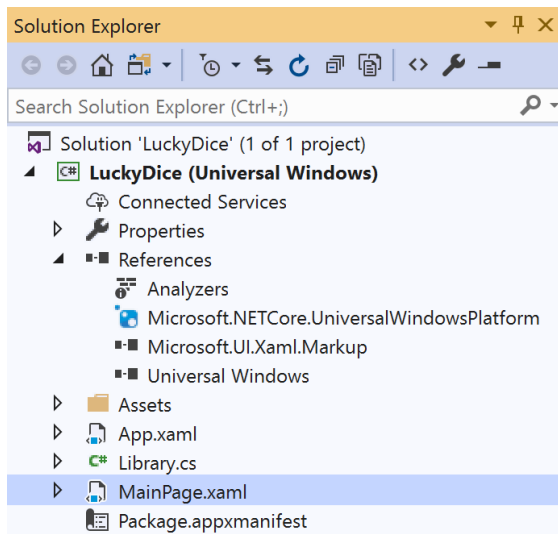 Solution Explorer
Search Solution Explorer (Ctrl+;)
Solution 'LuckyDice' (1 of 1 project)
C# LuckyDice (Universal Windows)
Connected Services
Properties
References
Analyzers
Microsoft.NETCore.UniversalWindowsPlatform
Microsoft.UI.Xaml.Markup
Universal Windows
Assets
App.xaml
C# Library.cs
MainPage.xaml
Package.appxmanifest